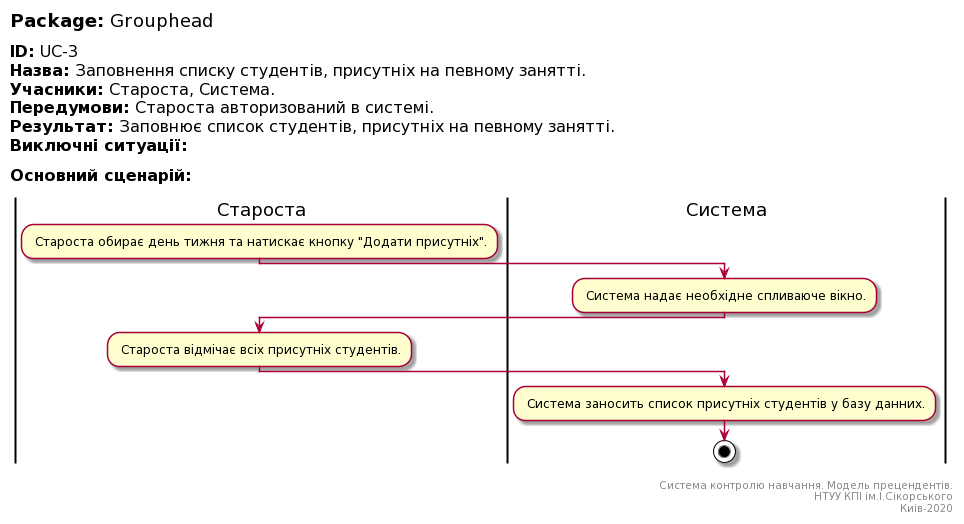 Package: Grouphead
ID: UC-3
Назва: Заповнення списку студентів, присутніх на певному занятті.
Учасники: Староста, Система.
Передумови: Староста авторизований в системі.
Результат: Заповнює список студентів, присутніх на певному занятті.
Виключні ситуації:
Основний сценарій:
Староста
Система
Староста обирає день тижня та натискає кнопку "Додати присутніх".
Система надає необхідне спливаюче вікно.
Староста відмічає всіх присутніх студентів.
Система заносить список присутніх студентів у базу данних.
Система контролю навчання. Модель прецендентів.
НТУУ КПІ ім.І.Сікорського
Київ-2020